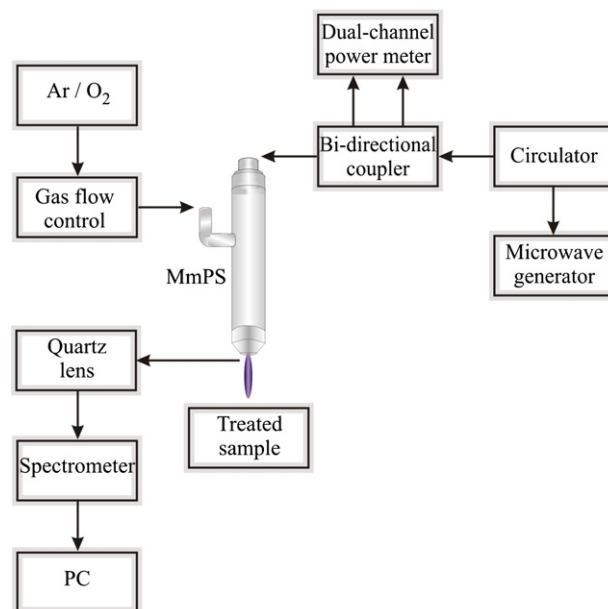 Dual-channel
power meter
Ar / O₂
Bi-directional
coupler
Circulator
Gas flow
control
Microwave
generator
MmPS
Quartz
lens
Treated
sample
Spectrometer
PC